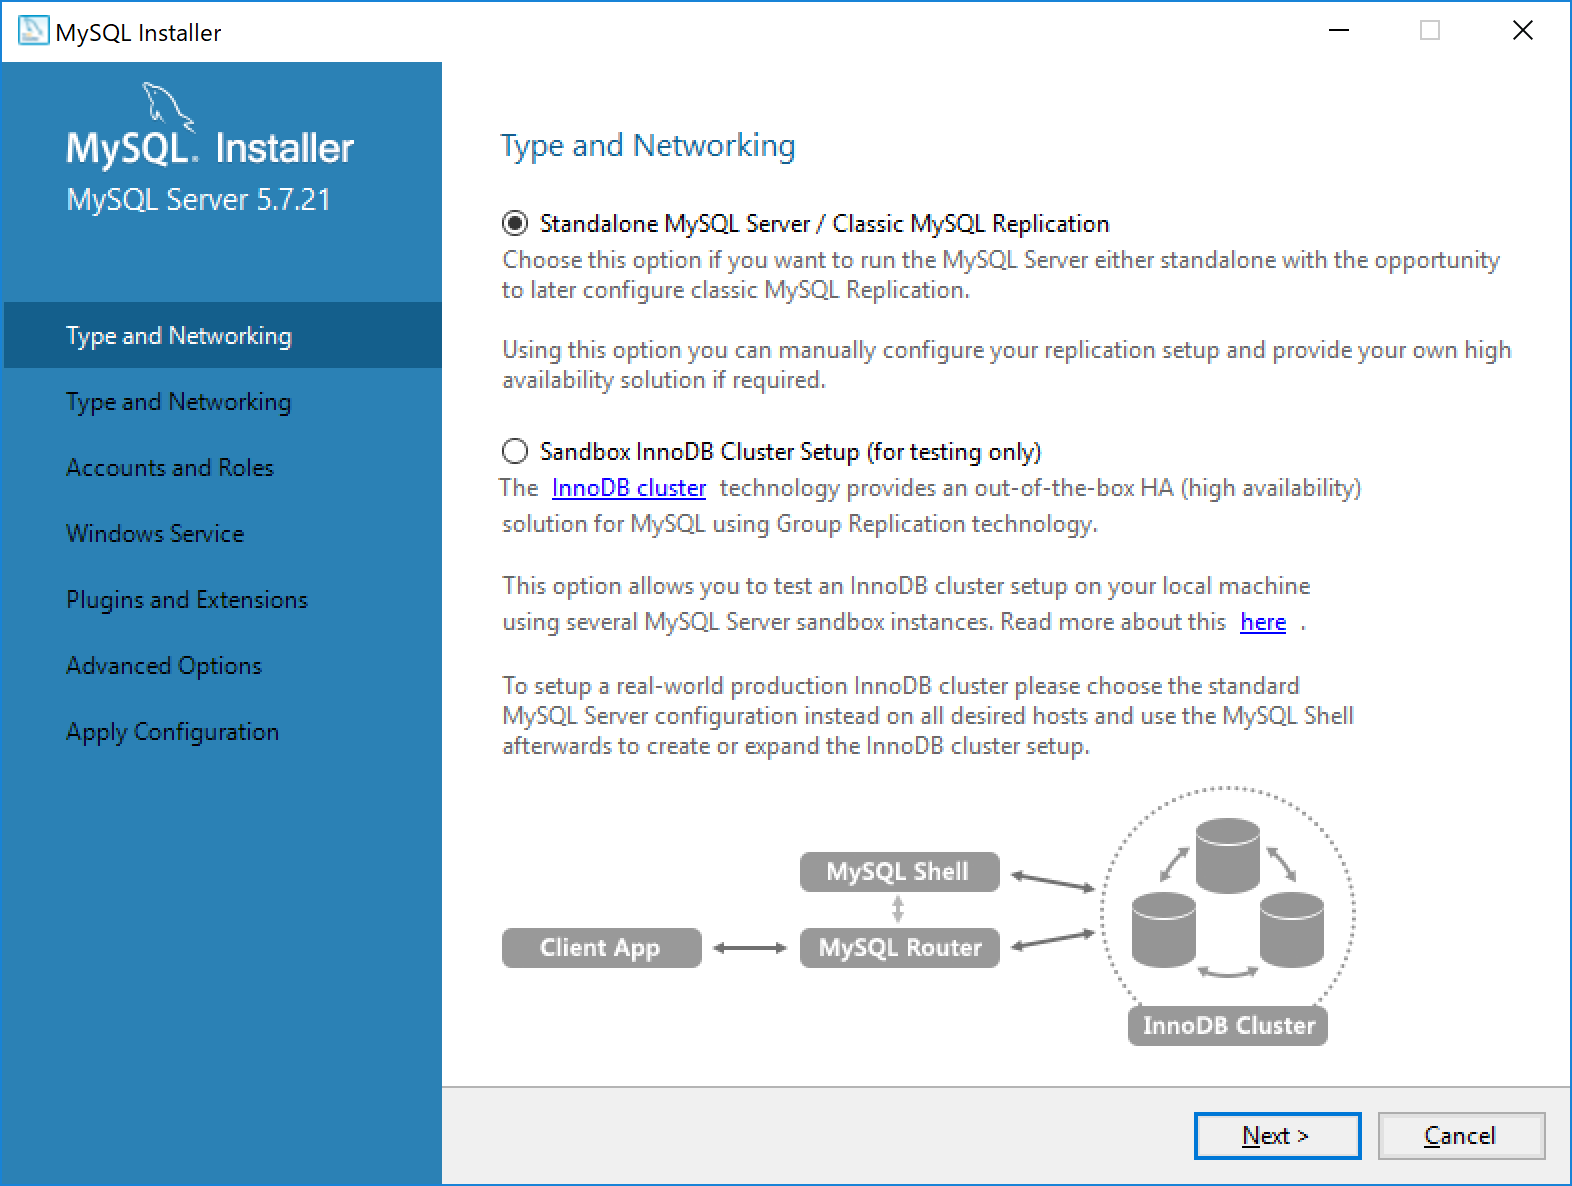 MySQL Installer
MySQL. Installer
MySQL Server 5.7.21
Type and Networking
Type and Networking
Accounts and Roles
Windows Service
Plugins and Extensions
Advanced Options
Apply Configuration
Type and Networking
Standalone MySQL Server / Classic MySQL Replication
Choose this option if you want to run the MySQL Server either standalone with the opportunity
to later configure classic MySQL Replication.
Using this option you can manually configure your replication setup and provide your own high
availability solution if required.
Sandbox InnoDB Cluster Setup (for testing only)
The InnoDB cluster technology provides an out-of-the-box HA (high availability)
solution for MySQL using Group Replication technology.
This option allows you to test an InnoDB cluster setup on your local machine
using several MySQL Server sandbox instances. Read more about this here .
To setup a real-world production InnoDB cluster please choose the standard
MySQL Server configuration instead on all desired hosts and use the MySQL Shell
afterwards to create or expand the InnoDB cluster setup.
MySQL Shell
Client App
MySQL Router
InnoDB Cluster
Next >
Cancel